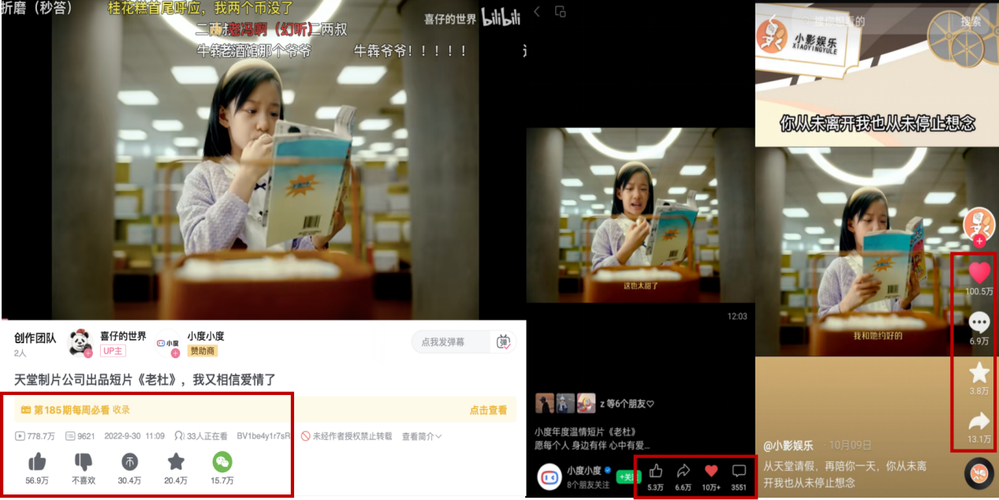 折磨（秒答）
桂花糕首尾呼应，我两个币没了
喜仔的世界 bilibili
二两叔
老冯啊（幻听）
二两叔
老酒馆那个爷爷
牛犇爷爷！！！！！
创作团队
2人
喜仔的世界
UP主
小度
小度小度
赞助商
点我发弹幕
弹
天堂制片公司出品短片《老杜》，我又相信爱情了
第185期每周必看 收录
点击查看
778.7万 9621 2022-9-30 11:09 33人正在看 BV1be4y1r7sR 未经作者授权禁止转载 查看简介
56.9万 不喜欢 30.4万 20.4万 15.7万
这也太甜了
12:03
z 等6个朋友♡
小度年度温情短片《老杜》
愿每个人 身边有伴 心中有爱...
小度小度
8个朋友关注
+关
5.3万 6.6万 10万+ 3551
搜你想看的
搜索
小影娱乐
XIAOYINGYULE
你从未离开我也从未停止想念
我和她约好的
100.5万
6.9万
3.8万
13.1万
@小影娱乐 · 10月09日
从天堂请假，再陪你一天，你从未离
开我也从未停止想念